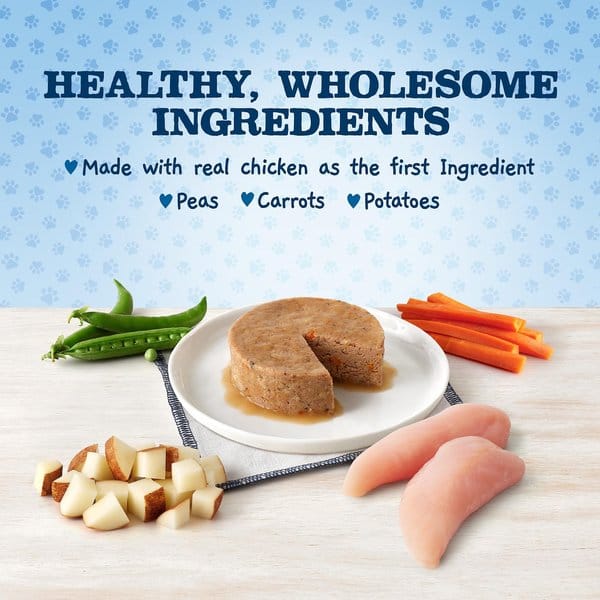 HEALTHY, WHOLESOME
INGREDIENTS
♥Made with real chicken as the first Ingredient
♥Peas ♥Carrots ♥Potatoes